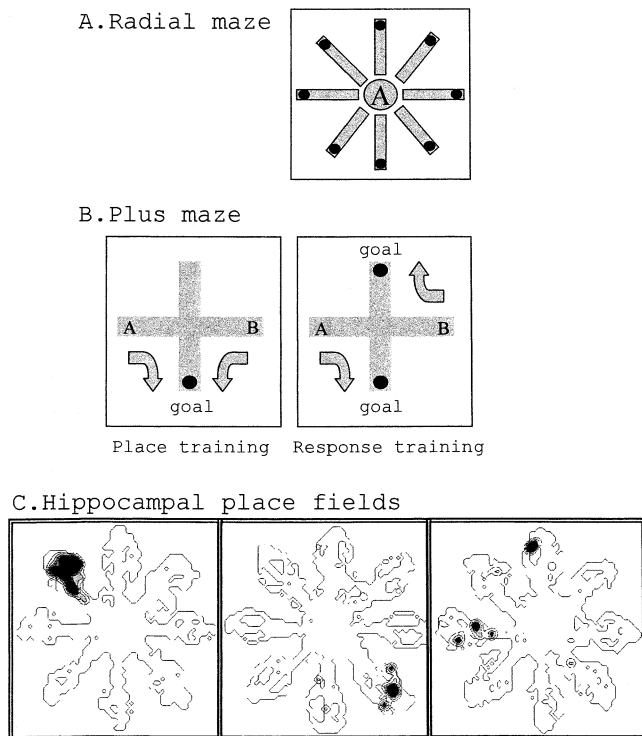 A.Radial maze
A
B.Plus maze
goal
A B
A B
goal
goal
Place training
Response training
C.Hippocampal place fields